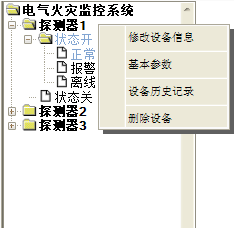 电气火灾监控系统
探测器1
状态开
正常
报警
离线
状态关
探测器2
探测器3
修改设备信息
基本参数
设备历史记录
删除设备